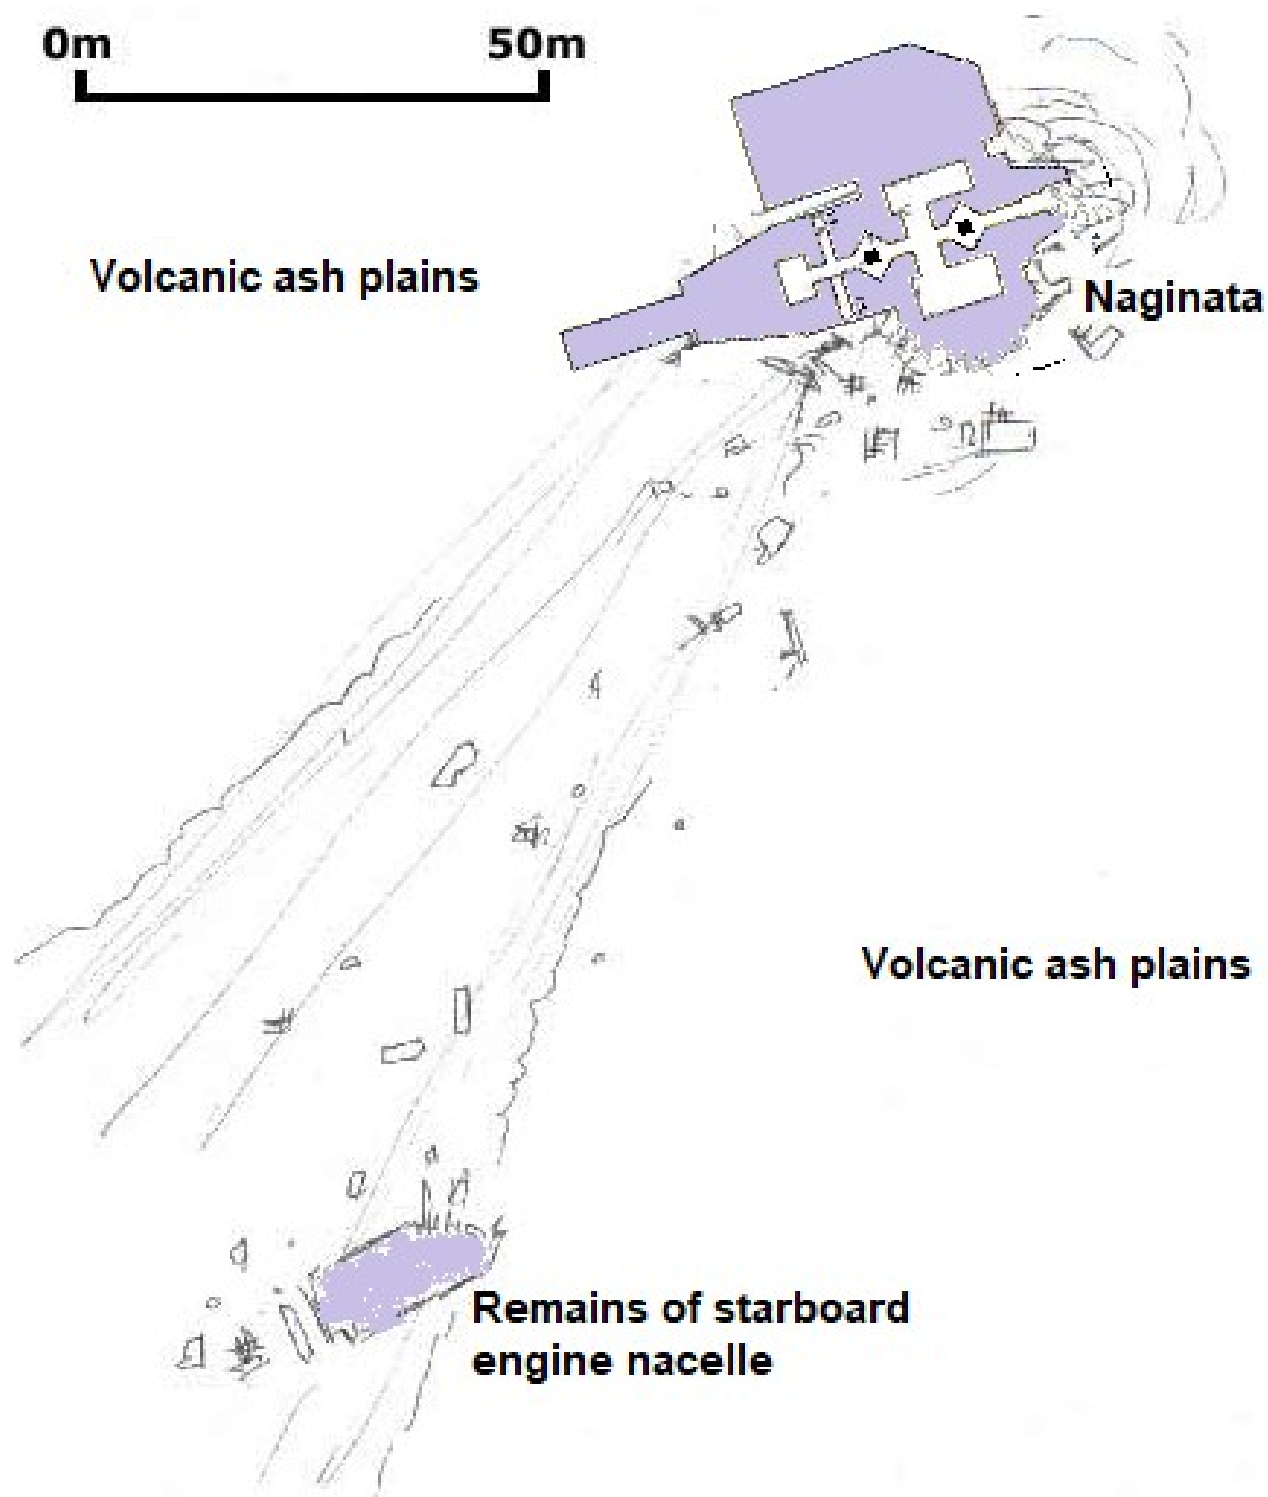 0m 50m
Volcanic ash plains
Naginata
Volcanic ash plains
Remains of starboard
engine nacelle